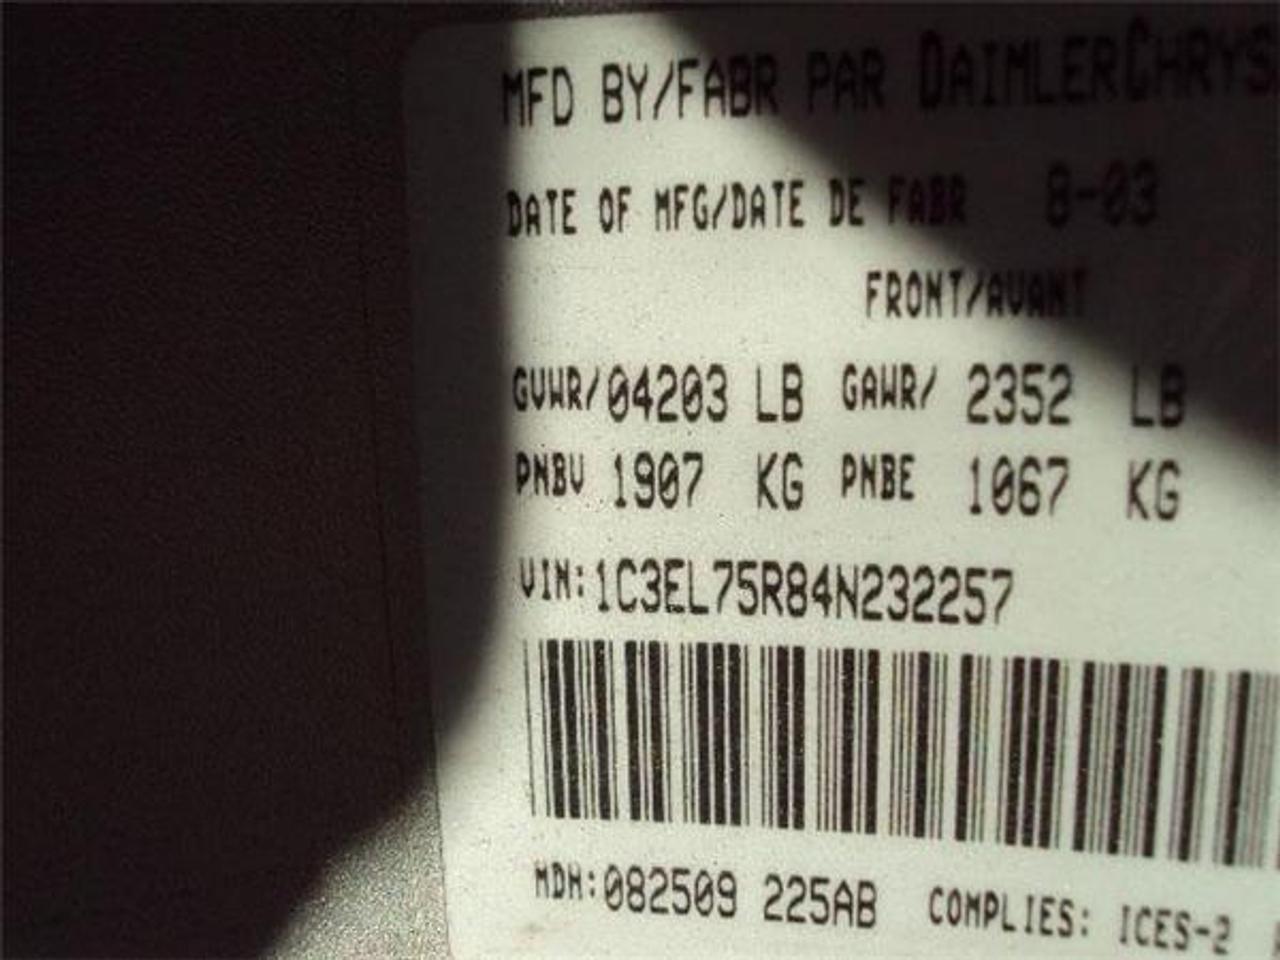 MFD BY/FABR PAR DAIMLERCHRYS
DATE OF MFG/DATE DE FABR 8-03
FRONT/AVANT
GVWR/04203 LB GAWR/ 2352 LB
PNBV 1907 KG PNBE 1067 KG
VIN:1C3EL75R84N232257
MDH:082509 225AB COMPLIES: ICES-2